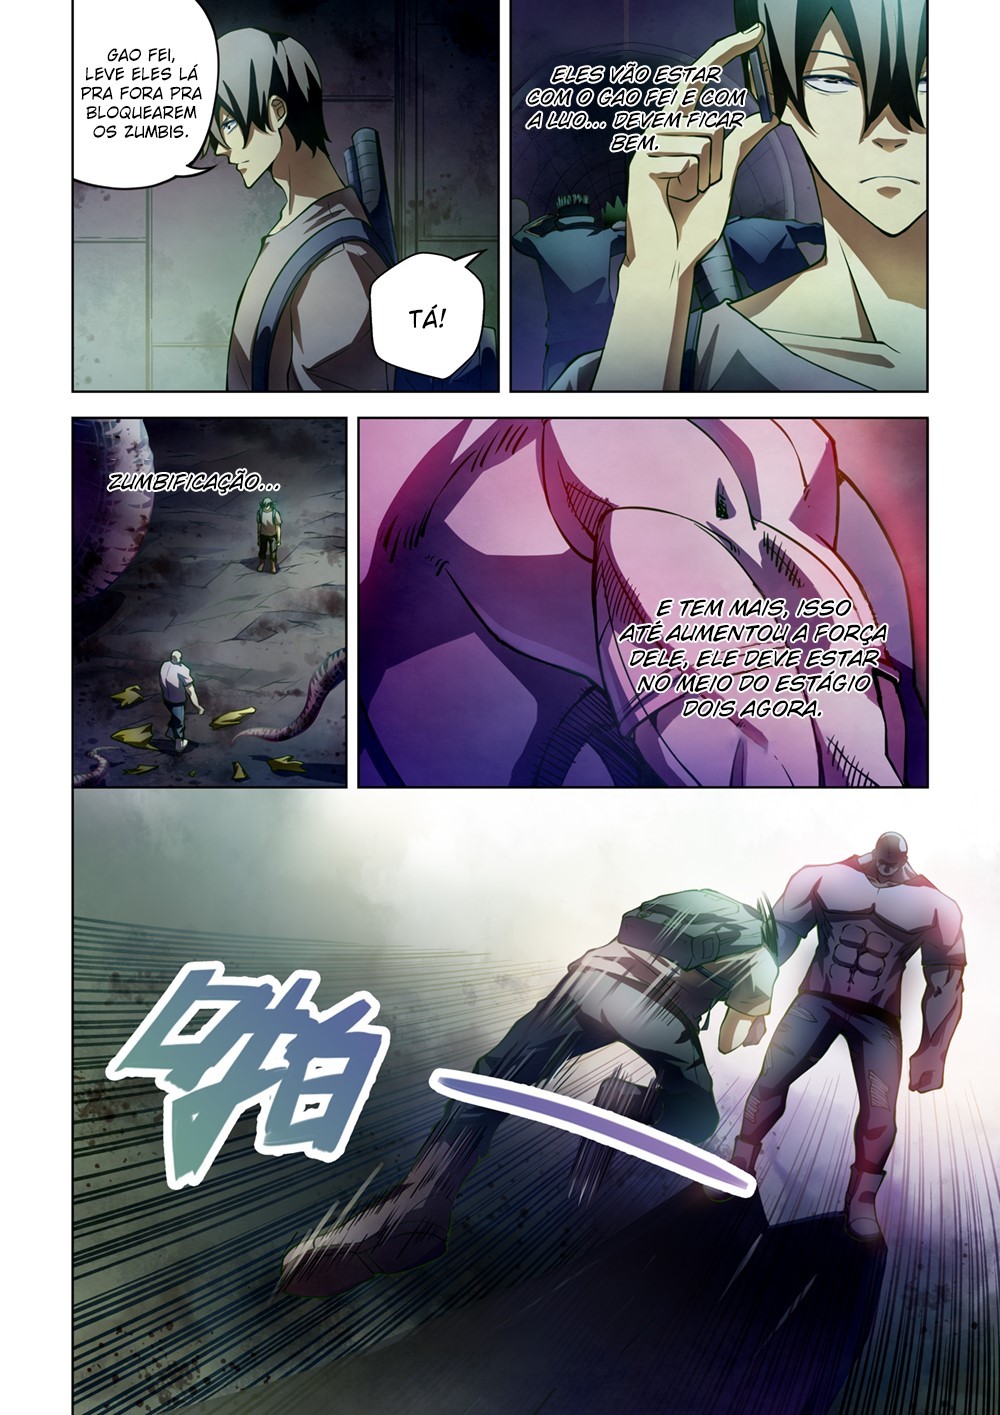 GAO FEI,
LEVE ELES LÁ
PRA FORA PRA
BLOQUEAREM
OS ZUMBIS.
TÁ!
ELES VÃO ESTAR
COM O GAO FEI E COM
A LUO... DEVEM FICAR
BEM.
ZUMBIFICAÇÃO...
E TEM MAIS, ISSO
ATÉ AUMENTOU A FORÇA
DELE, ELE DEVE ESTAR
NO MEIO DO ESTÁGIO
DOIS AGORA.
啪